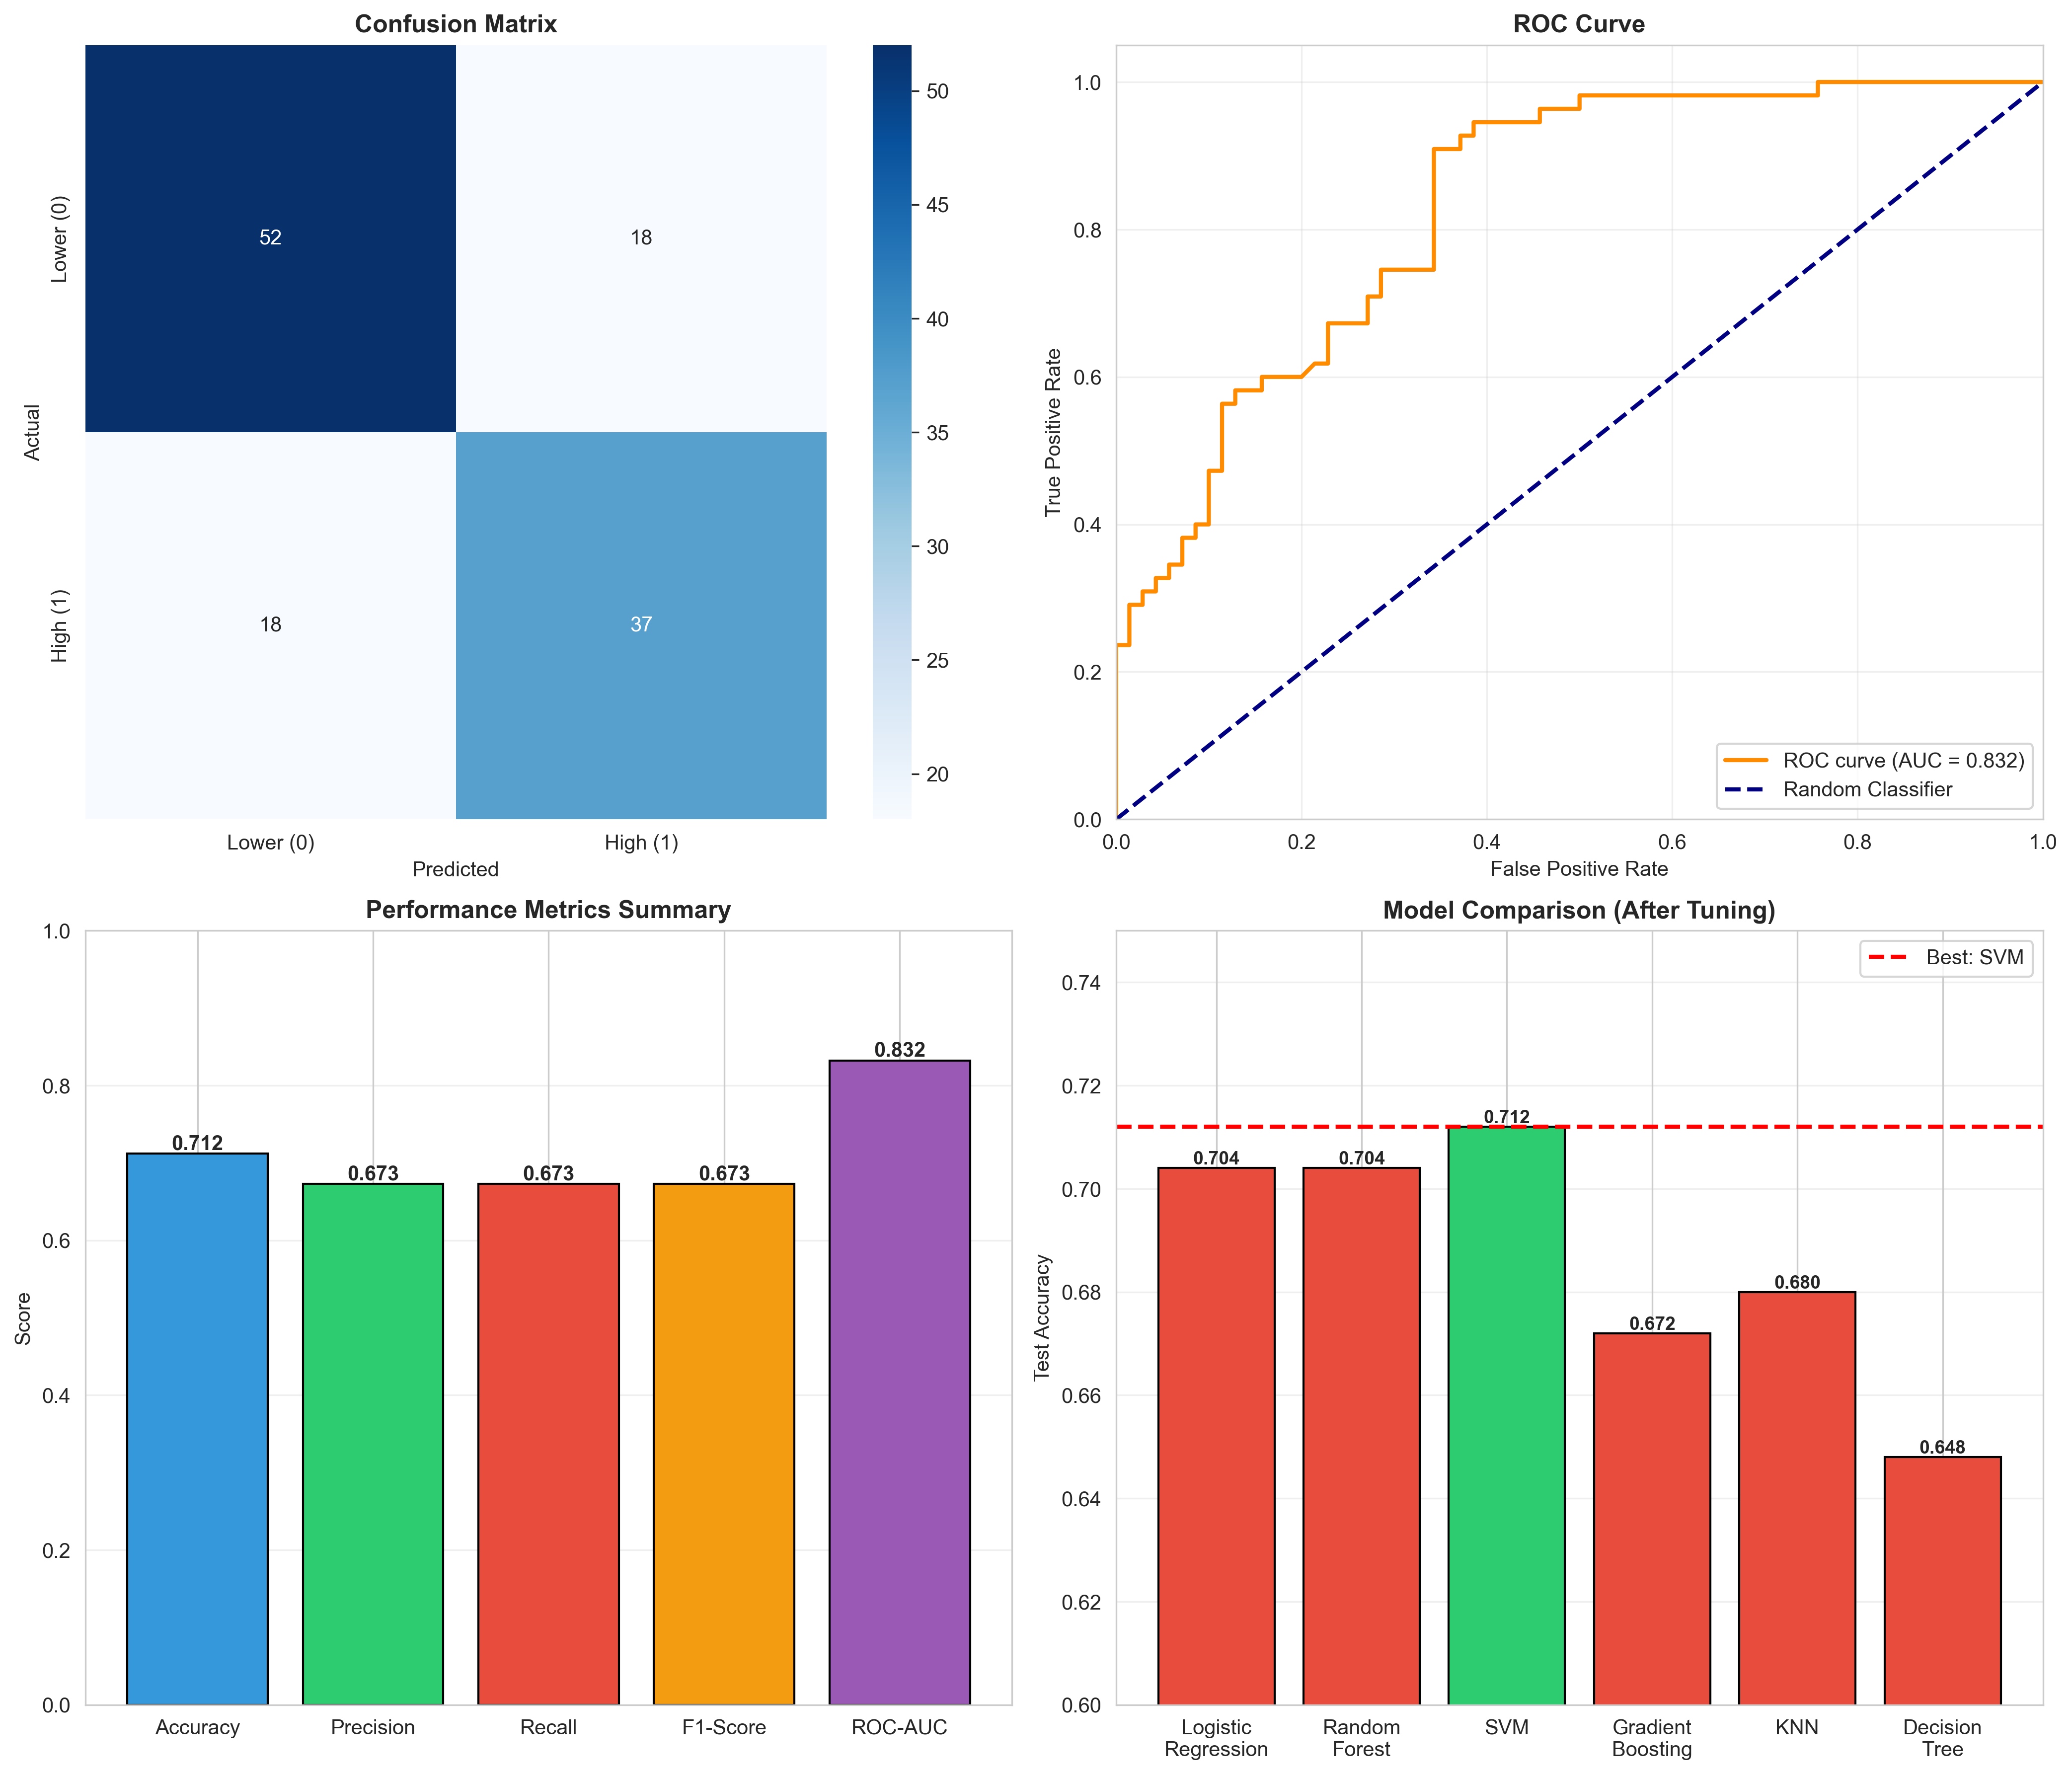 Confusion Matrix
Lower (0)
High (1)
Actual
52
18
18
37
Lower (0)
High (1)
Predicted
50
45
40
35
30
25
20
ROC Curve
True Positive Rate
1.0
0.8
0.6
0.4
0.2
0.0
0.0
0.2
0.4
0.6
0.8
1.0
False Positive Rate
ROC curve (AUC = 0.832)
Random Classifier
Performance Metrics Summary
Score
1.0
0.8
0.6
0.4
0.2
0.0
0.712
0.673
0.673
0.673
0.832
Accuracy
Precision
Recall
F1-Score
ROC-AUC
Model Comparison (After Tuning)
Best: SVM
Test Accuracy
0.74
0.72
0.70
0.68
0.66
0.64
0.62
0.60
0.704
0.704
0.712
0.672
0.680
0.648
Logistic
Regression
Random
Forest
SVM
Gradient
Boosting
KNN
Decision
Tree